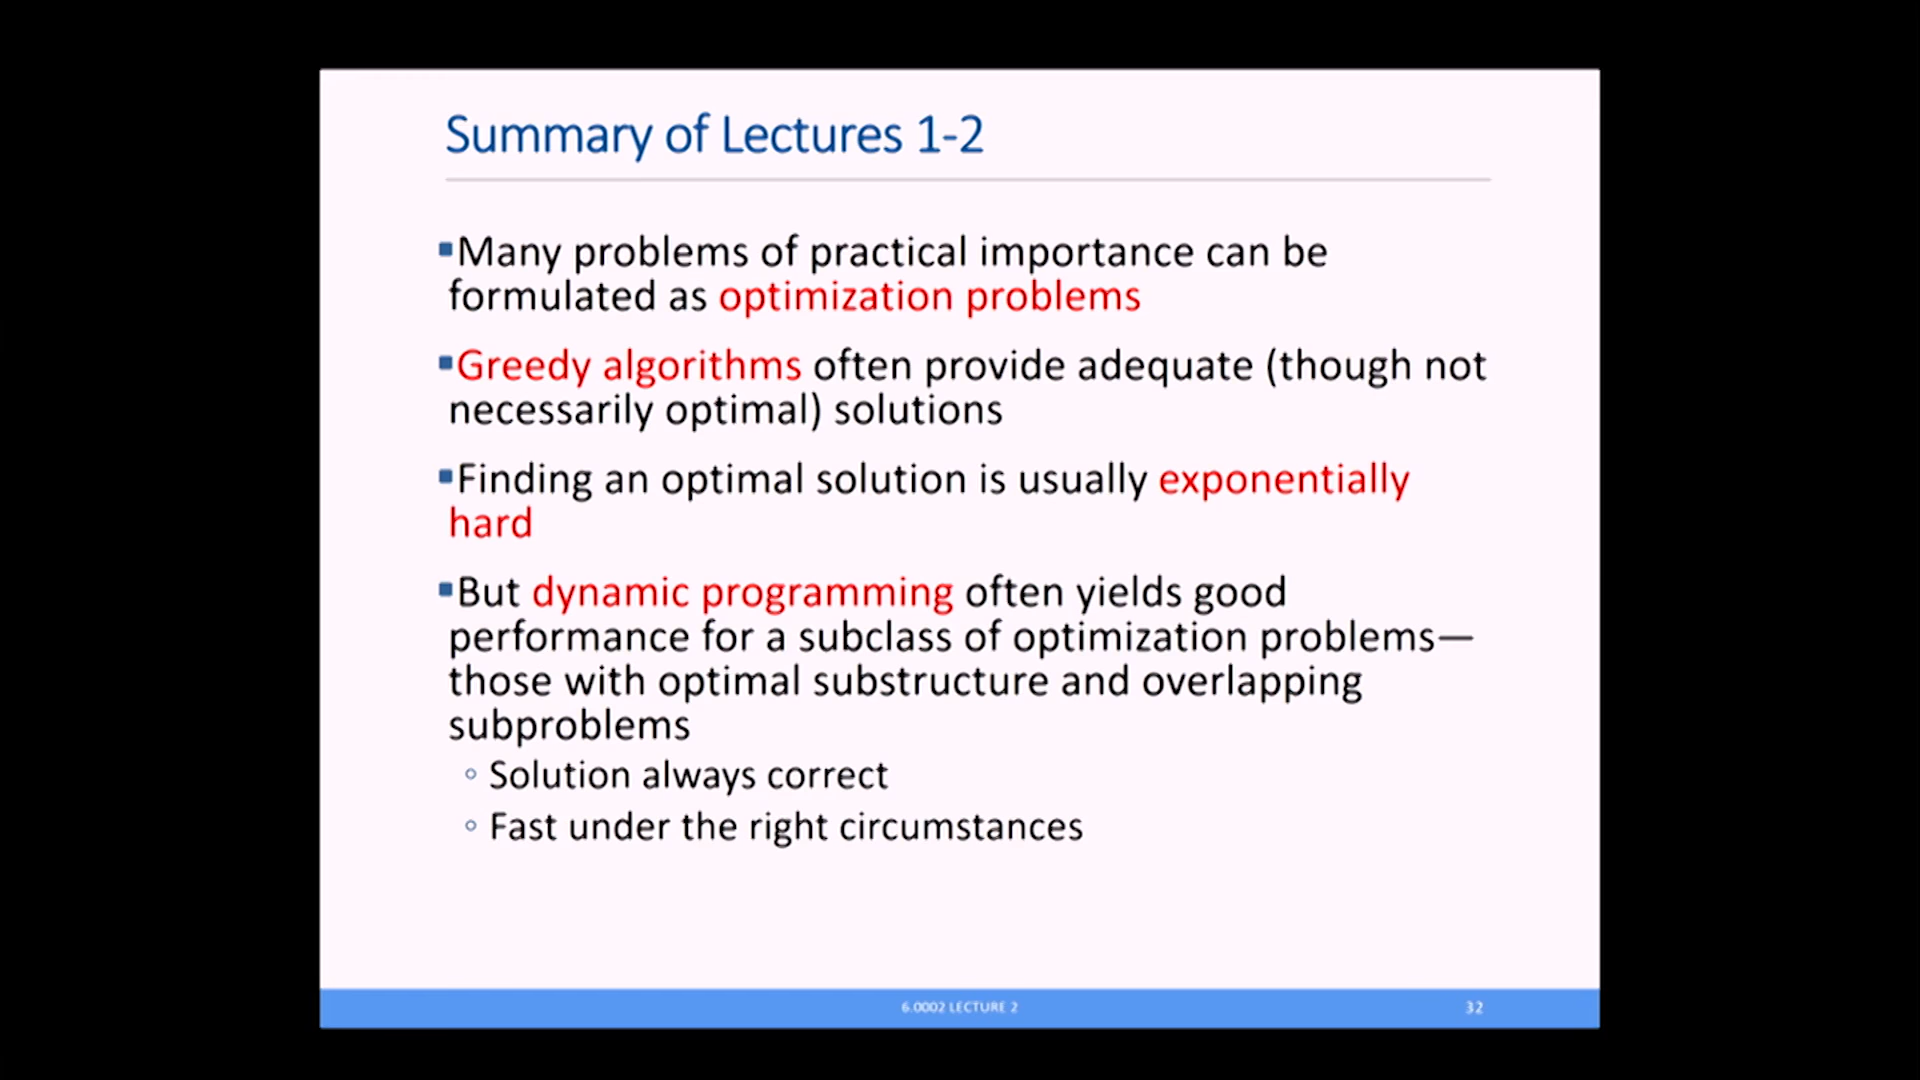 Summary of Lectures 1-2
▪Many problems of practical importance can be
formulated as optimization problems
▪Greedy algorithms often provide adequate (though not
necessarily optimal) solutions
▪Finding an optimal solution is usually exponentially
hard
▪But dynamic programming often yields good
performance for a subclass of optimization problems—
those with optimal substructure and overlapping
subproblems
◦ Solution always correct
◦ Fast under the right circumstances
6.0002 LECTURE 2
32